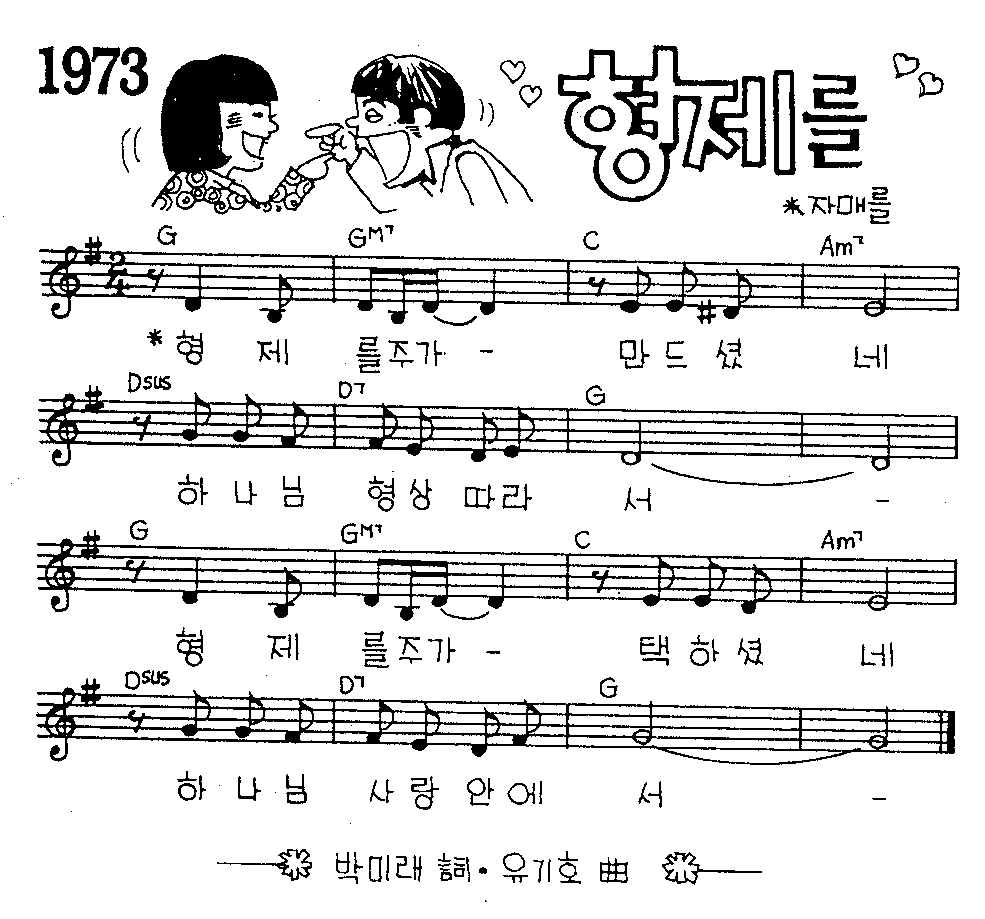 1973
형제를
*자매를
G GM7 C Am7
*형 제 를주가- 만드셨 네
Dsus D7 G
하나님 형상따라 서 -
G GM7 C Am7
형 제 를주가- 택하셨 네
Dsus D7 G
하나님 사랑안에 서 -
박미래 詞·유기호 曲